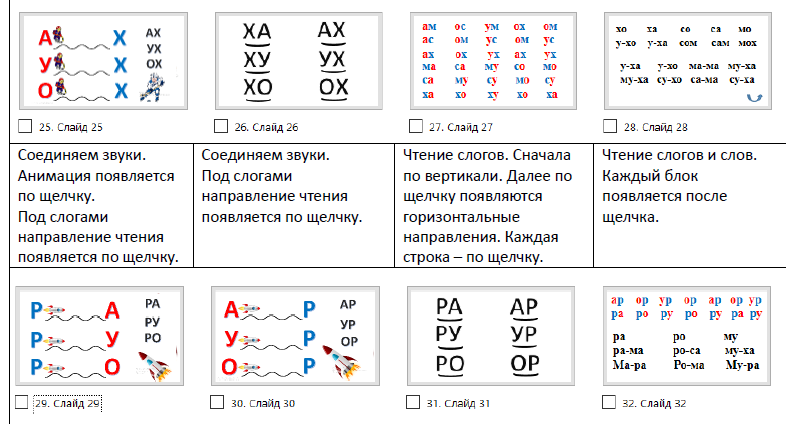 А Х АХ
У Х УХ
О Х ОХ
ХА АХ
ХУ УХ
ХО ОХ
ам ос ум ох ом
ас ом ус ом ус
ах ох ух ах ух
ма са му со мо
са му су мо су
ха хо ху хо ха
хо ха со са мо
у-хо у-ха сом сам мох
у-ха у-хо ма-ма му-ха
му-ха су-хо са-ма су-ха
25. Слайд 25
26. Слайд 26
27. Слайд 27
28. Слайд 28
Соединяем звуки.
Анимация появляется
по щелчку.
Под слогами
направление чтения
появляется по щелчку.
Соединяем звуки.
Под слогами
направление чтения
появляется по щелчку.
Чтение слогов. Сначала
по вертикали. Далее по
щелчку появляются
горизонтальные
направления. Каждая
строка – по щелчку.
Чтение слогов и слов.
Каждый блок
появляется после
щелчка.
Р А РА
Р У РУ
Р О РО
А Р АР
У Р УР
О Р ОР
РА АР
РУ УР
РО ОР
ар ор ур ор ар ор ур
ра ро ру ро ру ра ру
ра ро му
ра-ма ро-са му-ха
Ма-ра Ро-ма Му-ра
29. Слайд 29
30. Слайд 30
31. Слайд 31
32. Слайд 32